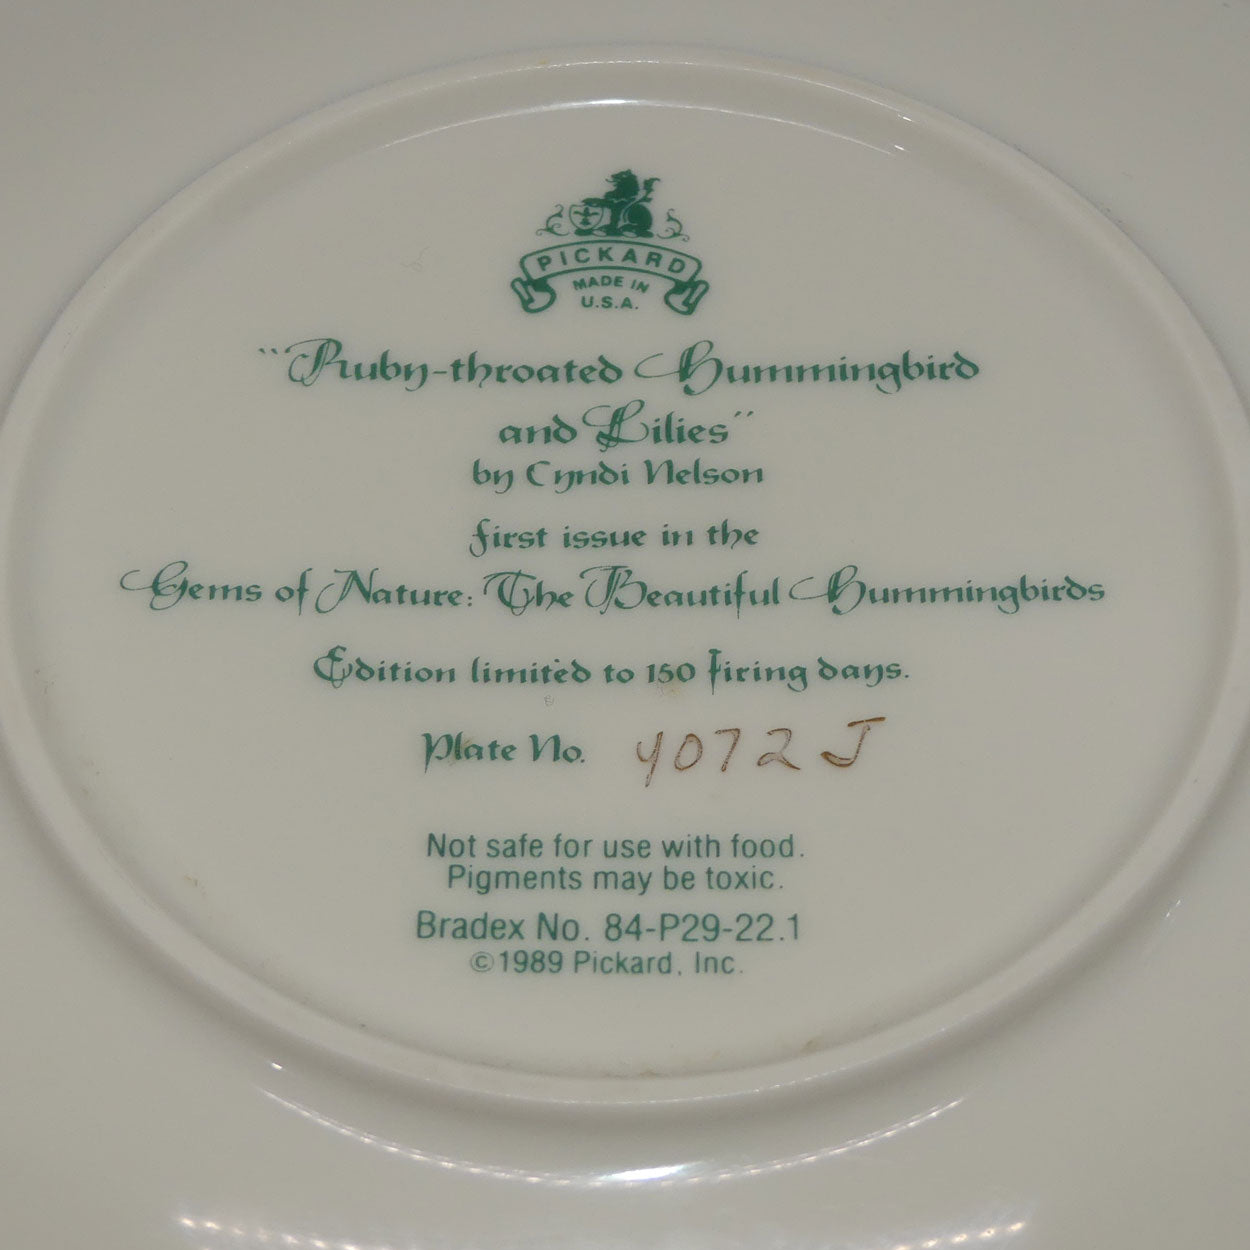 PICKARD
MADE IN
U.S.A.
"Ruby-throated Hummingbird
and Lilies"
by Cyndi Nelson
first issue in the
Gems of Nature: The Beautiful Hummingbirds
Edition limited to 150 firing days.
Plate No. 4072 J
Not safe for use with food.
Pigments may be toxic.
Bradex No. 84-P29-22.1
©1989 Pickard, Inc.